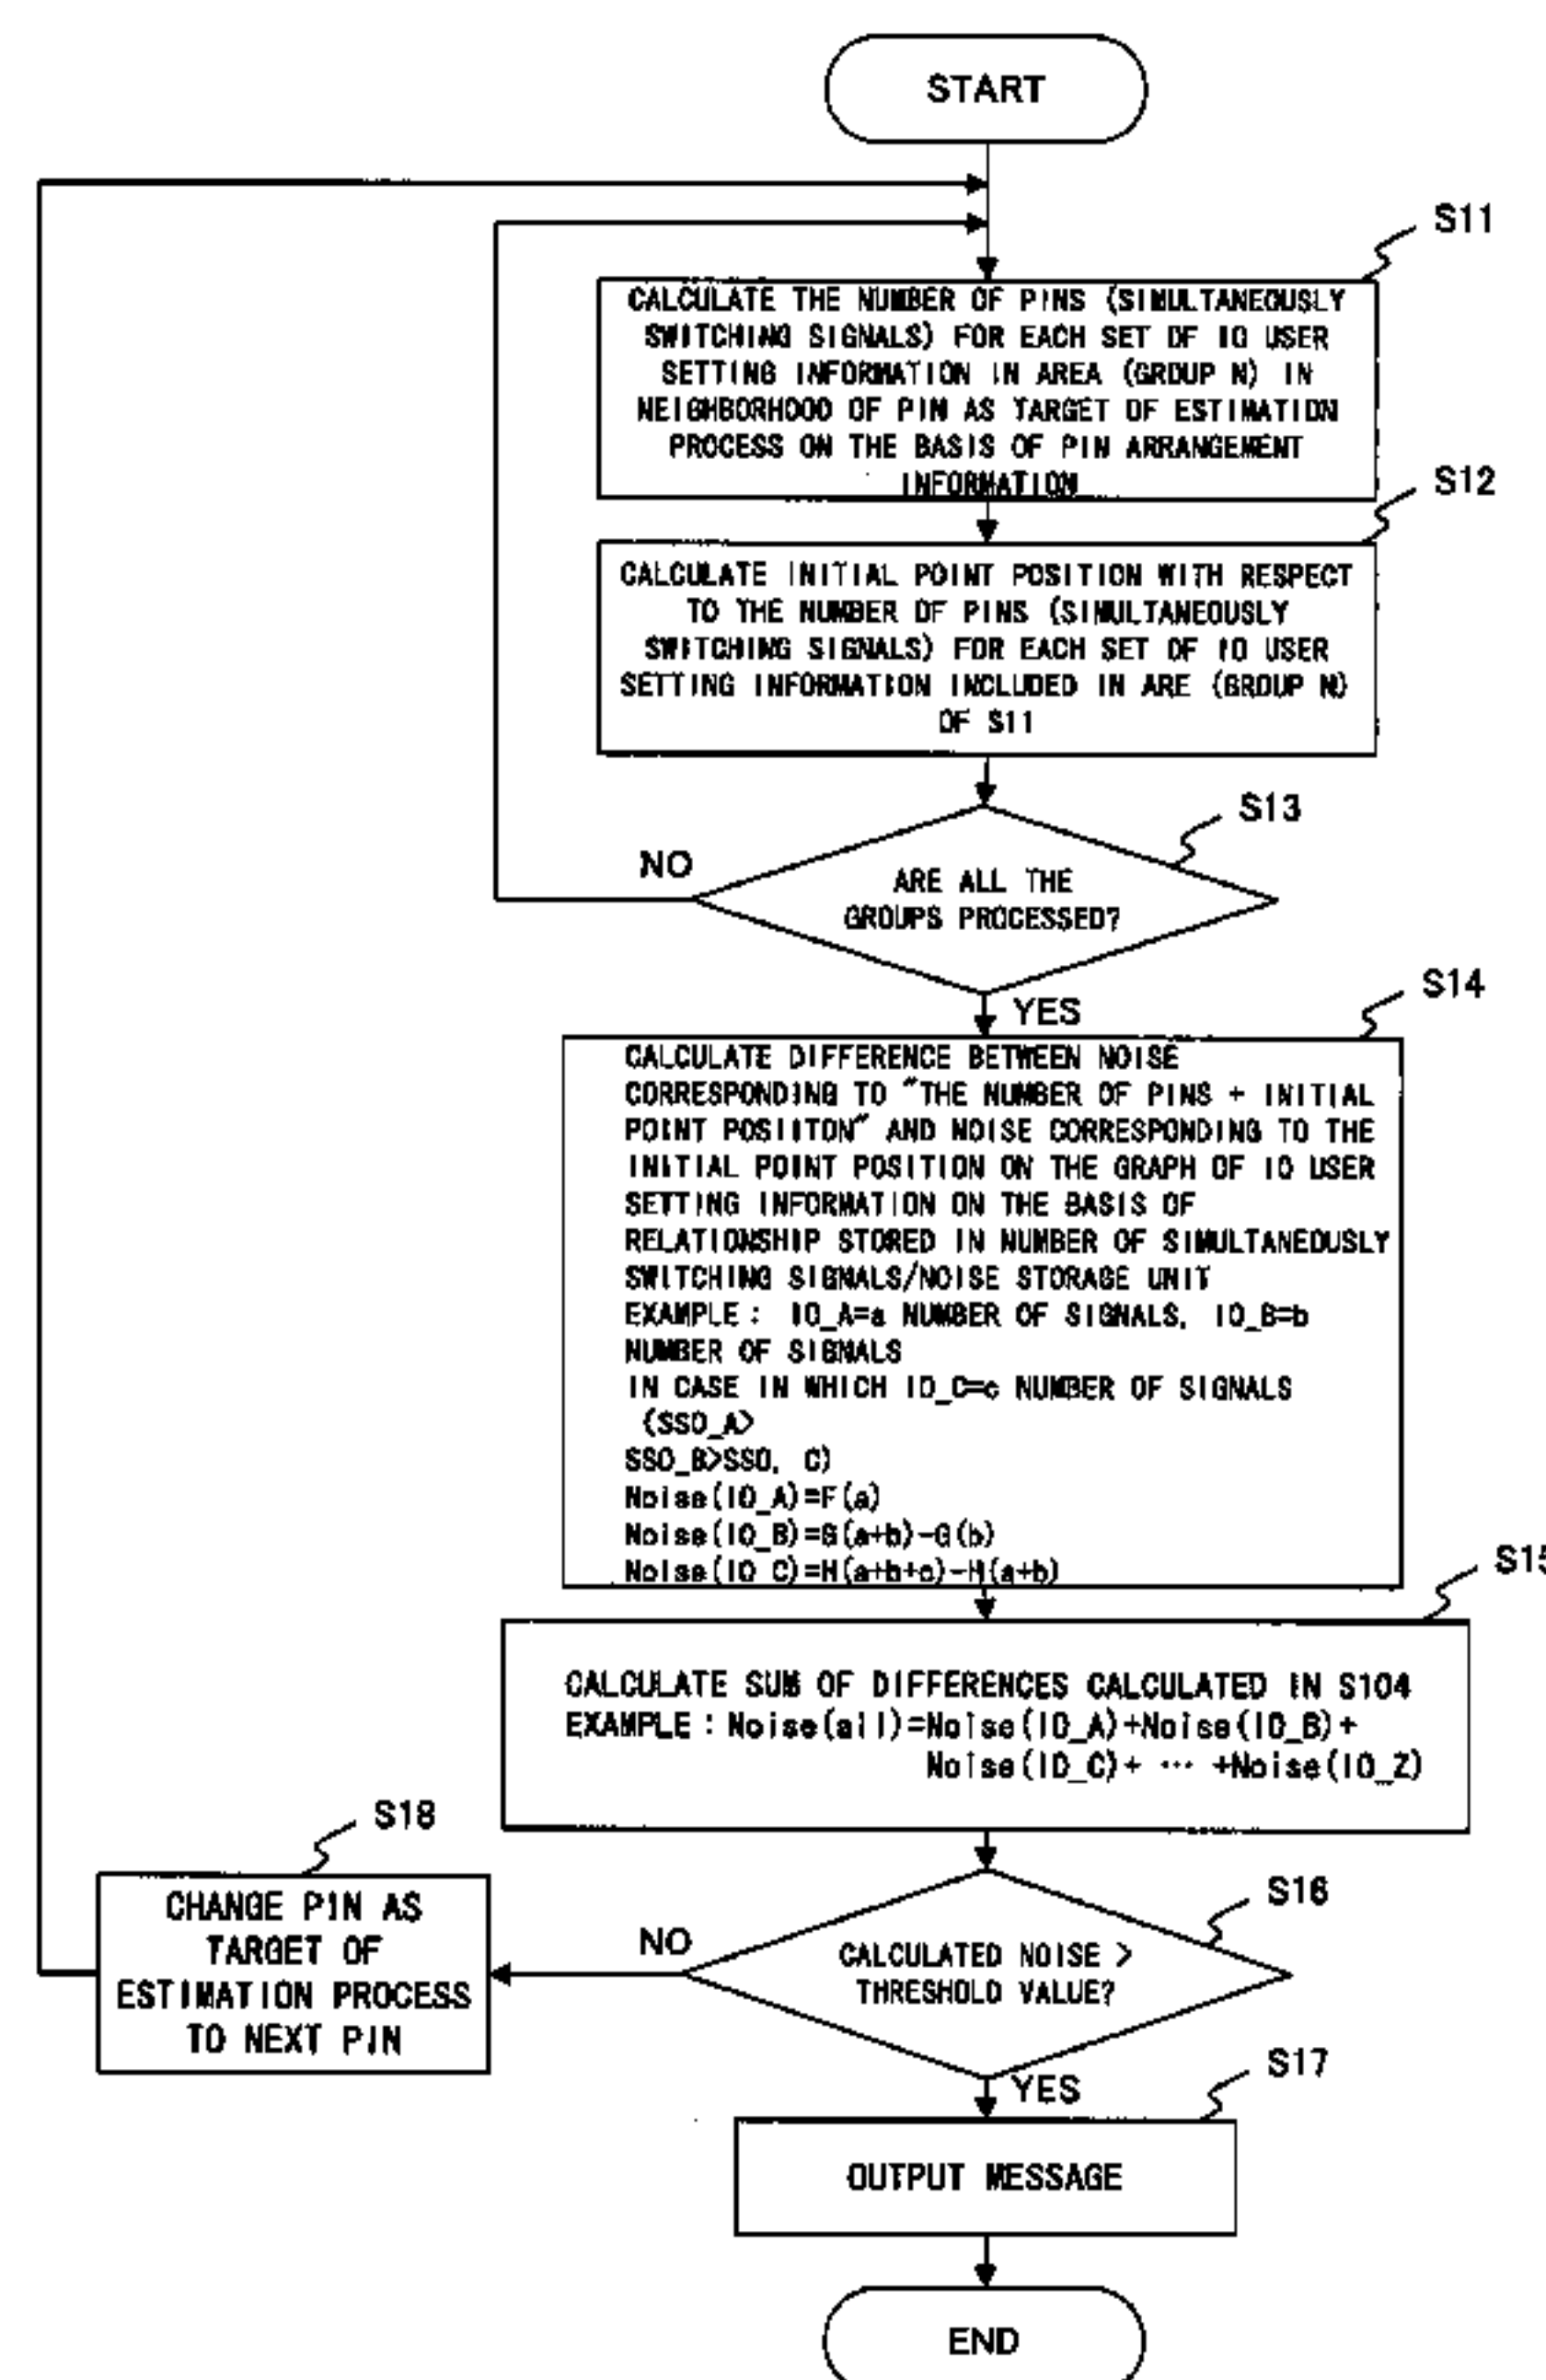 START
S11
CALCULATE THE NUMBER OF PINS (SIMULTANEOUSLY
SWITCHING SIGNALS) FOR EACH SET OF IO USER
SETTING INFORMATION IN AREA (GROUP N) IN
NEIGHBORHOOD OF PIN AS TARGET OF ESTIMATION
PROCESS ON THE BASIS OF PIN ARRANGEMENT
INFORMATION
S12
CALCULATE INITIAL POINT POSITION WITH RESPECT
TO THE NUMBER OF PINS (SIMULTANEOUSLY
SWITCHING SIGNALS) FOR EACH SET OF IO USER
SETTING INFORMATION INCLUDED IN ARE (GROUP N)
OF S11
S13
NO
ARE ALL THE
GROUPS PROCESSED?
YES
S14
CALCULATE DIFFERENCE BETWEEN NOISE
CORRESPONDING TO "THE NUMBER OF PINS + INITIAL
POINT POSIITON" AND NOISE CORRESPONDING TO THE
INITIAL POINT POSITION ON THE GRAPH OF IO USER
SETTING INFORMATION ON THE BASIS OF
RELATIONSHIP STORED IN NUMBER OF SIMULTANEOUSLY
SWITCHING SIGNALS/NOISE STORAGE UNIT
EXAMPLE: IO_A=a NUMBER OF SIGNALS, IO_B=b
NUMBER OF SIGNALS
IN CASE IN WHICH IO_C=c NUMBER OF SIGNALS
(SSO_A>
SSO_B>SSO, C)
Noise(IO_A)=F(a)
Noise(IO_B)=G(a+b)-G(b)
Noise(IO_C)=H(a+b+c)-H(a+b)
S15
CALCULATE SUM OF DIFFERENCES CALCULATED IN S104
EXAMPLE: Noise(all)=Noise(IO_A)+Noise(IO_B)+
Noise(IO_C)+ ··· +Noise(IO_Z)
S16
CALCULATED NOISE >
THRESHOLD VALUE?
NO
S18
CHANGE PIN AS
TARGET OF
ESTIMATION PROCESS
TO NEXT PIN
YES
S17
OUTPUT MESSAGE
END